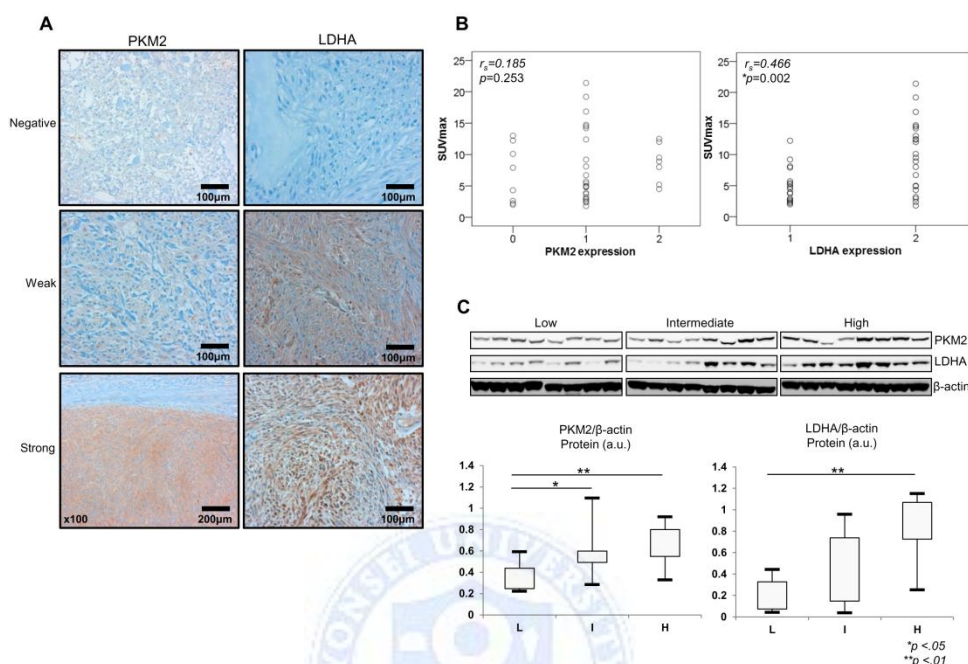 A
PKM2 LDHA
Negative
100μm 100μm
Weak
100μm 100μm
Strong
x100 200μm 100μm
B
rs=0.185
p=0.253
SUVmax
25
20
15
10
5
0
0 1 2
PKM2 expression
rs=0.466
*p=0.002
SUVmax
25
20
15
10
5
0
1 2
LDHA expression
C
Low Intermediate High
PKM2
LDHA
β-actin
PKM2/β-actin
Protein (a.u.)
1.4
1.2
1
0.8
0.6
0.4
0.2
0
**
*
L I H
LDHA/β-actin
Protein (a.u.)
1.4
1.2
1
0.8
0.6
0.4
0.2
0
**
L I H
*p <.05
**p <.01